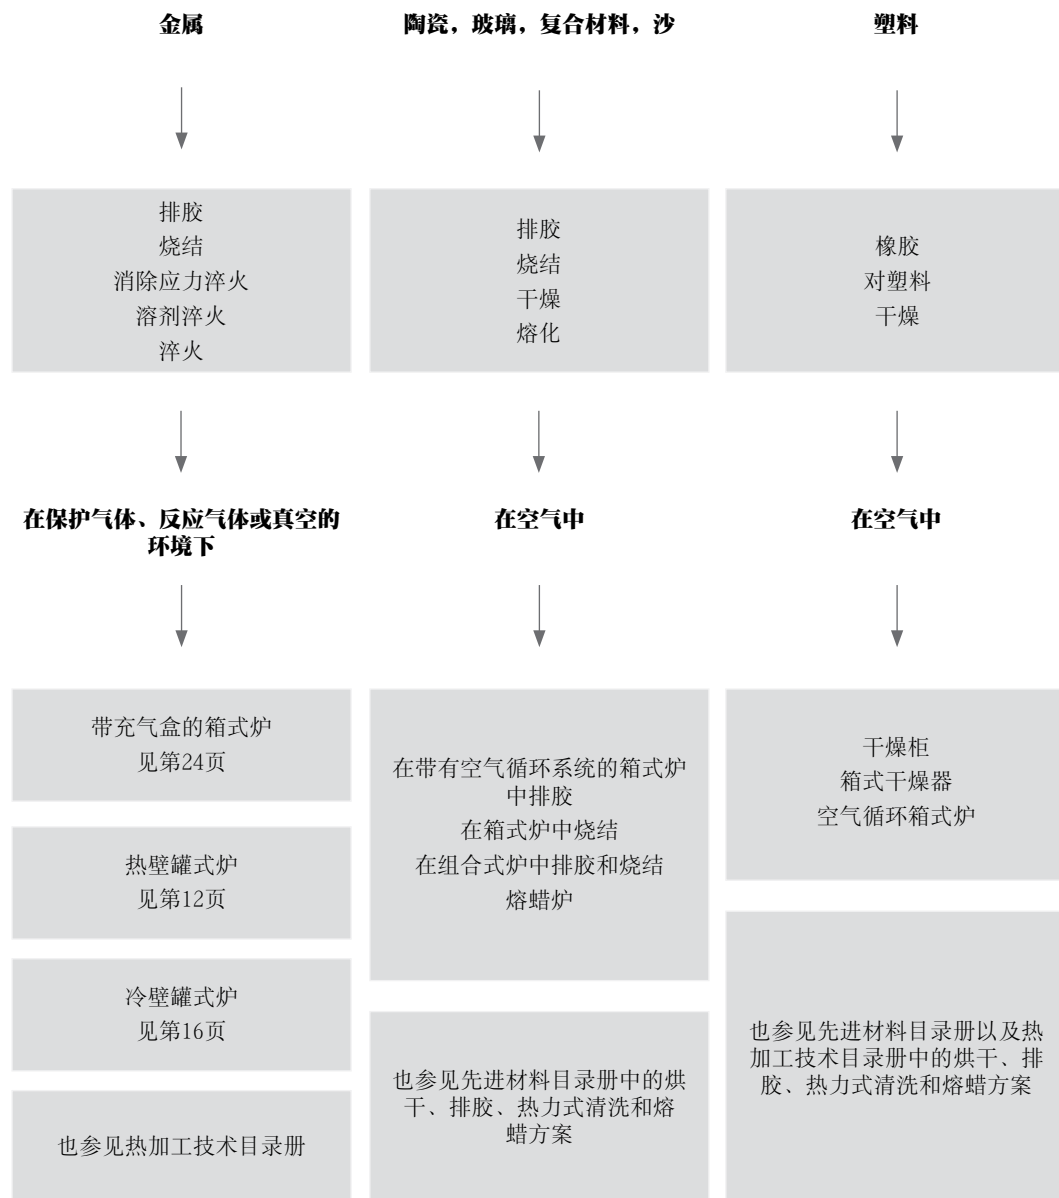 金属
陶瓷，玻璃，复合材料，沙
塑料
排胶
烧结
消除应力淬火
溶剂淬火
淬火
排胶
烧结
干燥
熔化
橡胶
对塑料
干燥
在保护气体、反应气体或真空的
环境下
在空气中
在空气中
带充气盒的箱式炉
见第24页
热壁罐式炉
见第12页
冷壁罐式炉
见第16页
也参见热加工技术目录册
在带有空气循环系统的箱式炉
中排胶
在箱式炉中烧结
在组合式炉中排胶和烧结
熔蜡炉
也参见先进材料目录册中的烘
干、排胶、热力式清洗和熔
蜡方案
干燥柜
箱式干燥器
空气循环箱式炉
也参见先进材料目录册以及热
加工技术目录册中的烘干、排
胶、热力式清洗和熔蜡方案